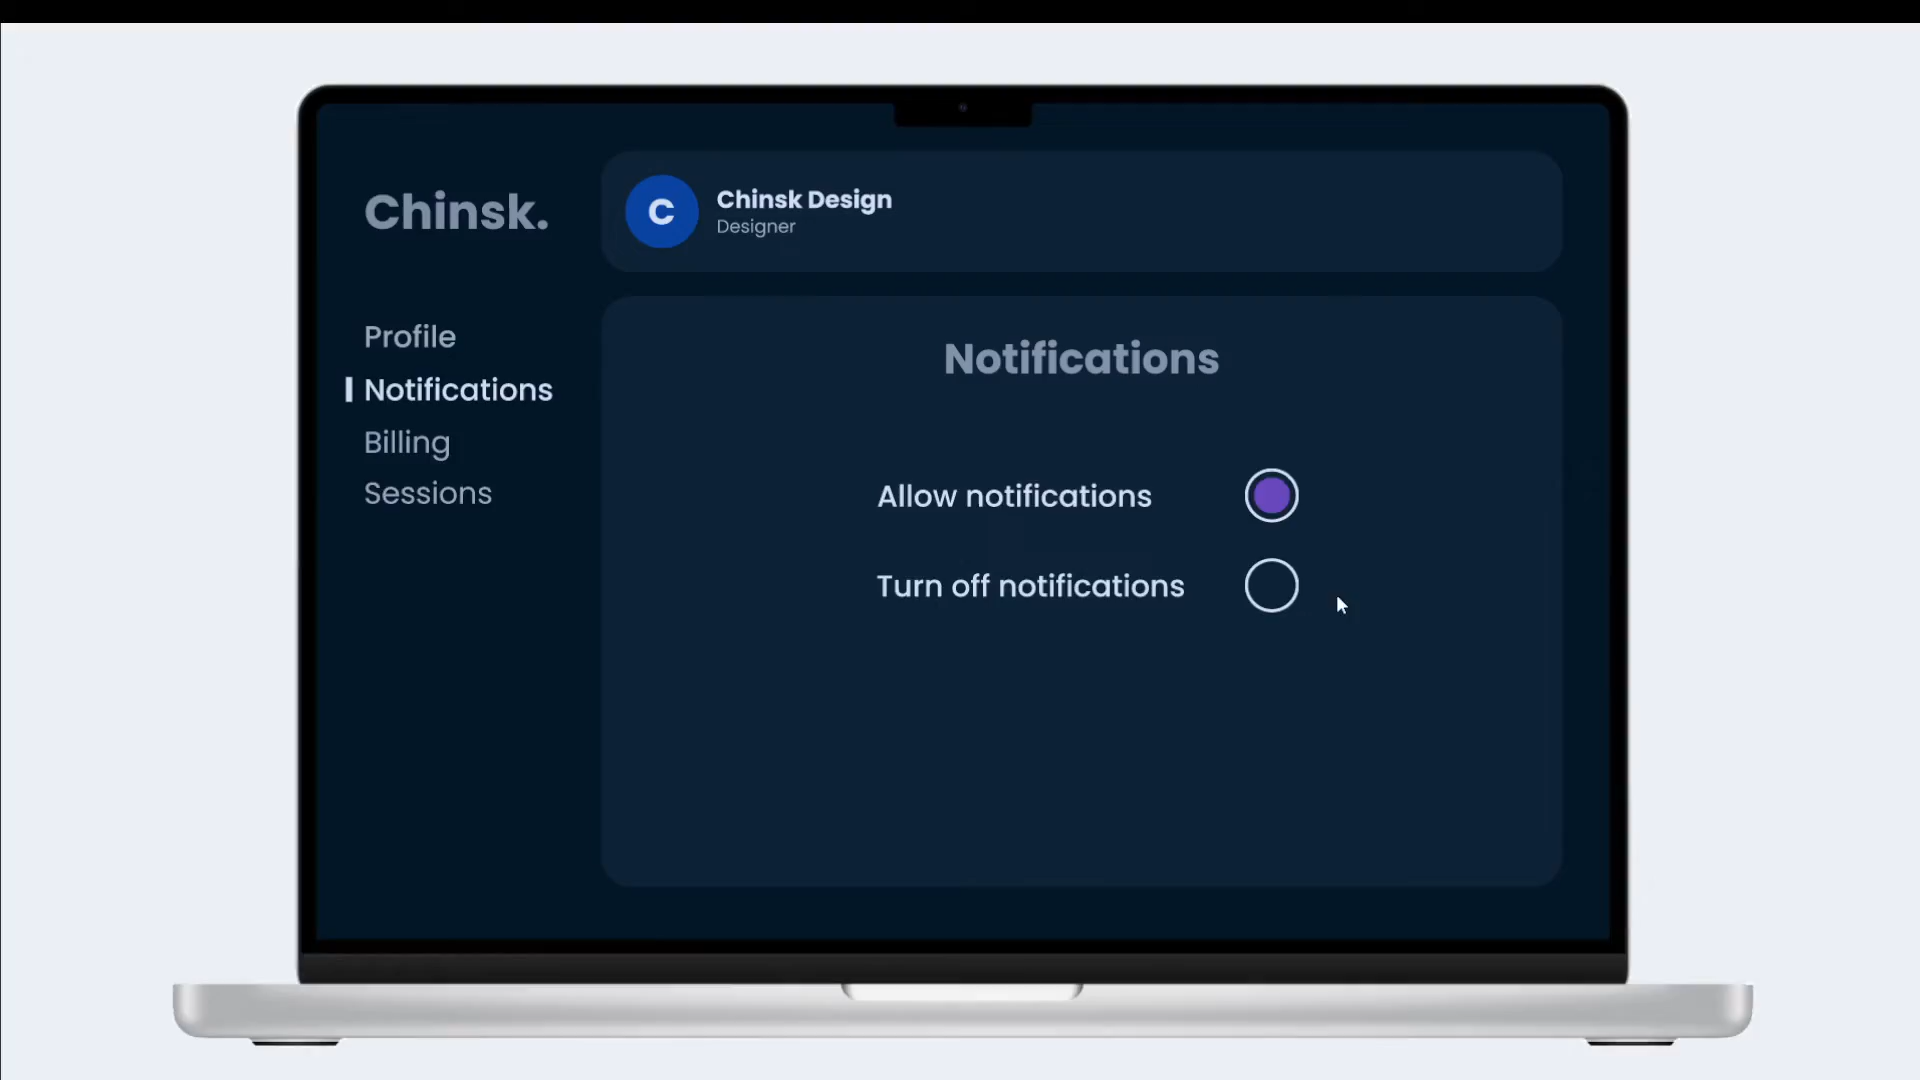 Chinsk.
C
Chinsk Design
Designer
Profile
Notifications
Billing
Sessions
Notifications
Allow notifications
Turn off notifications